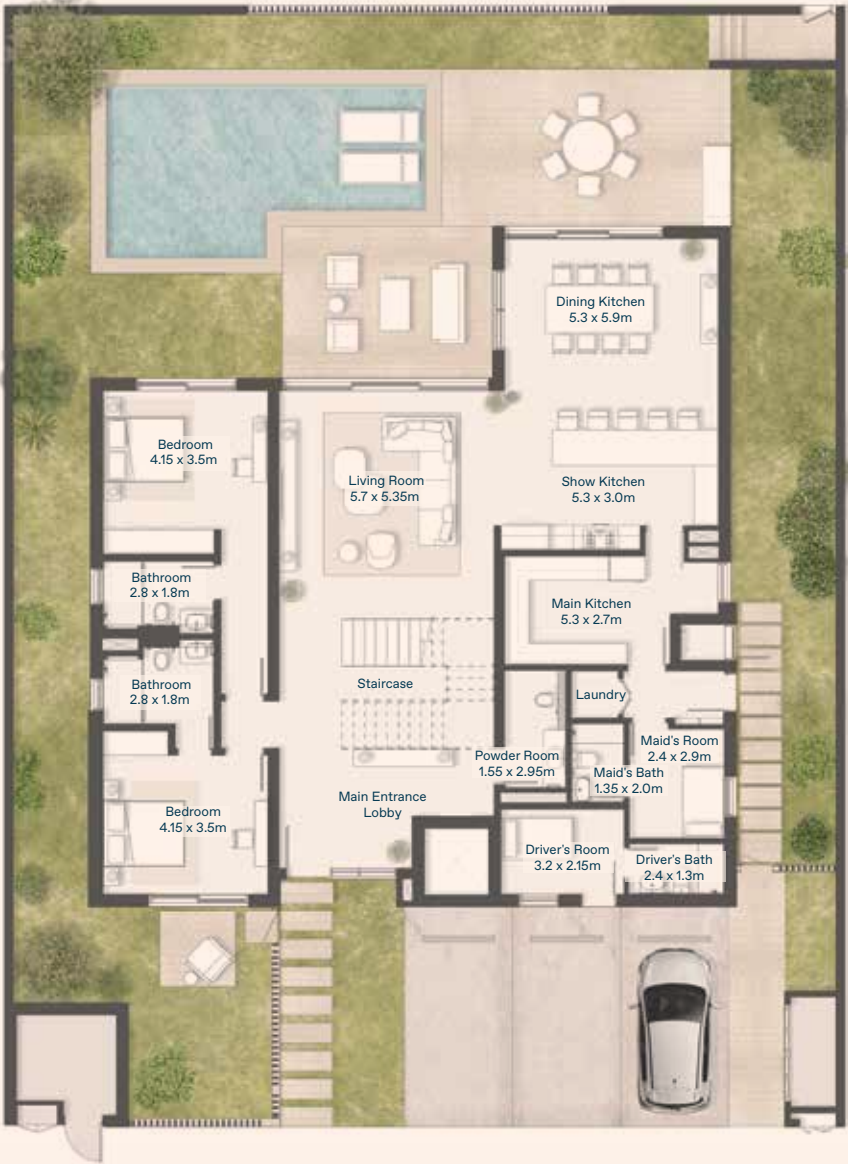 Dining Kitchen
5.3 x 5.9m
Bedroom
4.15 x 3.5m
Living Room
5.7 x 5.35m
Show Kitchen
5.3 x 3.0m
Bathroom
2.8 x 1.8m
Main Kitchen
5.3 x 2.7m
Bathroom
2.8 x 1.8m
Staircase
Laundry
Powder Room
1.55 x 2.95m
Maid's Room
2.4 x 2.9m
Maid's Bath
1.35 x 2.0m
Bedroom
4.15 x 3.5m
Main Entrance
Lobby
Driver's Room
3.2 x 2.15m
Driver's Bath
2.4 x 1.3m